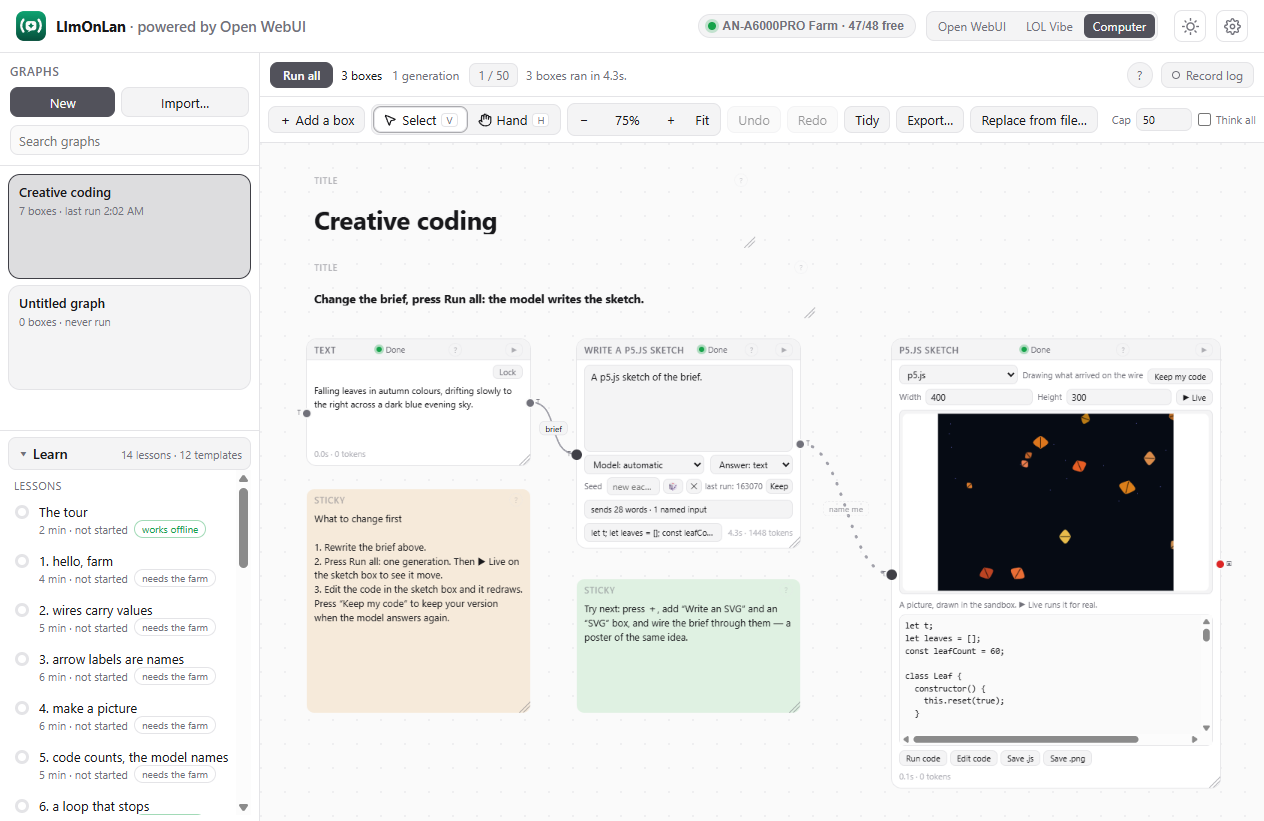 LlmOnLan · powered by Open WebUI
AN-A6000PRO Farm · 47/48 free
Open WebUI
LOL Vibe
Computer
GRAPHS
New
Import...
Search graphs
Creative coding
7 boxes · last run 2:02 AM
Untitled graph
0 boxes · never run
Learn
14 lessons · 12 templates
LESSONS
The tour
2 min · not started
works offline
1. hello, farm
4 min · not started
needs the farm
2. wires carry values
5 min · not started
needs the farm
3. arrow labels are names
6 min · not started
needs the farm
4. make a picture
6 min · not started
needs the farm
5. code counts, the model names
5 min · not started
needs the farm
6. a loop that stops
Run all
3 boxes
1 generation
1 / 50
3 boxes ran in 4.3s.
?
Record log
+ Add a box
Select V
Hand H
− 75% + Fit
Undo
Redo
Tidy
Export...
Replace from file...
Cap 50
Think all
TITLE ?
Creative coding
TITLE ?
Change the brief, press Run all: the model writes the sketch.
TEXT
Done
?
Lock
Falling leaves in autumn colours, drifting slowly to
the right across a dark blue evening sky.
0.0s · 0 tokens
brief
WRITE A P5.JS SKETCH
Done
?
A p5.js sketch of the brief.
Model: automatic
Answer: text
Seed
new eac...
last run: 163070
Keep
sends 28 words · 1 named input
let t; let leaves = []; const leafCo...
4.3s · 1448 tokens
name me
STICKY ?
What to change first
1. Rewrite the brief above.
2. Press Run all: one generation. Then ▶ Live on
the sketch box to see it move.
3. Edit the code in the sketch box and it redraws.
Press “Keep my code” to keep your version
when the model answers again.
STICKY ?
Try next: press +, add “Write an SVG” and an
“SVG” box, and wire the brief through them — a
poster of the same idea.
P5.JS SKETCH
Done
?
p5.js
Drawing what arrived on the wire
Keep my code
Width 400
Height 300
▶ Live
A picture, drawn in the sandbox. ▶ Live runs it for real.
let t;
let leaves = [];
const leafCount = 60;
class Leaf {
constructor() {
this.reset(true);
}
Run code
Edit code
Save .js
Save .png
0.1s · 0 tokens